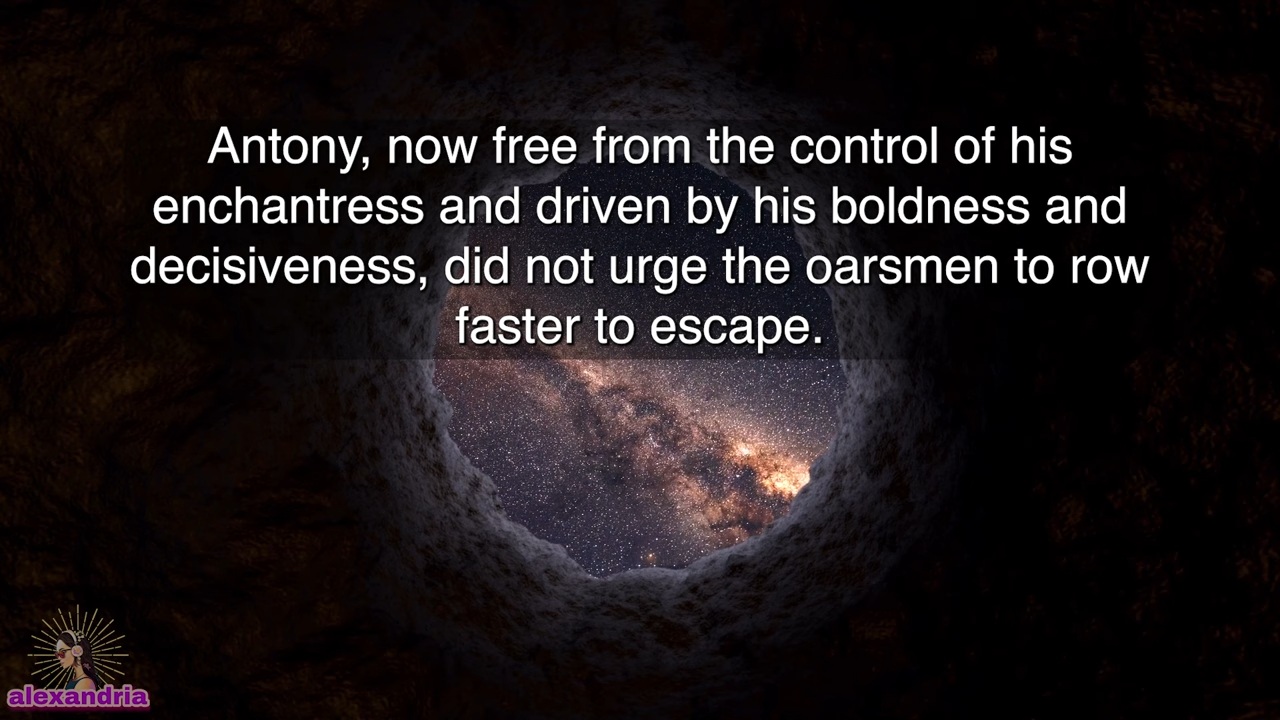 Antony, now free from the control of his
enchantress and driven by his boldness and
decisiveness, did not urge the oarsmen to row
faster to escape.
alexandria